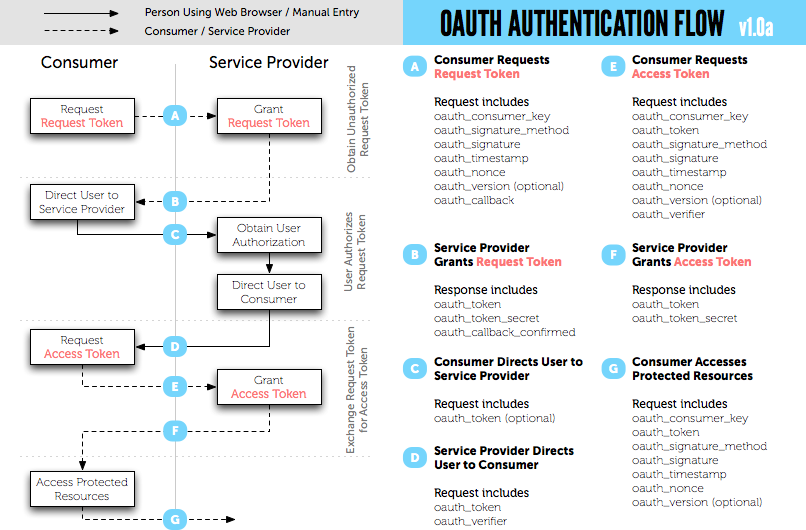 Person Using Web Browser / Manual Entry
Consumer / Service Provider
OAUTH AUTHENTICATION FLOW v1.0a
Consumer
Service Provider
Request
Request Token
A
Grant
Request Token
Obtain Unauthorized
Request Token
Direct User to
Service Provider
B
C
Obtain User
Authorization
Direct User to
Consumer
User Authorizes
Request Token
Request
Access Token
D
E
Grant
Access Token
F
Exchange Request Token
for Access Token
Access Protected
Resources
G
A
Consumer Requests
Request Token
Request includes
oauth_consumer_key
oauth_signature_method
oauth_signature
oauth_timestamp
oauth_nonce
oauth_version (optional)
oauth_callback
B
Service Provider
Grants Request Token
Response includes
oauth_token
oauth_token_secret
oauth_callback_confirmed
C
Consumer Directs User to
Service Provider
Request includes
oauth_token (optional)
D
Service Provider Directs
User to Consumer
Request includes
oauth_token
oauth_verifier
E
Consumer Requests
Access Token
Request includes
oauth_consumer_key
oauth_token
oauth_signature_method
oauth_signature
oauth_timestamp
oauth_nonce
oauth_version (optional)
oauth_verifier
F
Service Provider
Grants Access Token
Response includes
oauth_token
oauth_token_secret
G
Consumer Accesses
Protected Resources
Request includes
oauth_consumer_key
oauth_token
oauth_signature_method
oauth_signature
oauth_timestamp
oauth_nonce
oauth_version (optional)